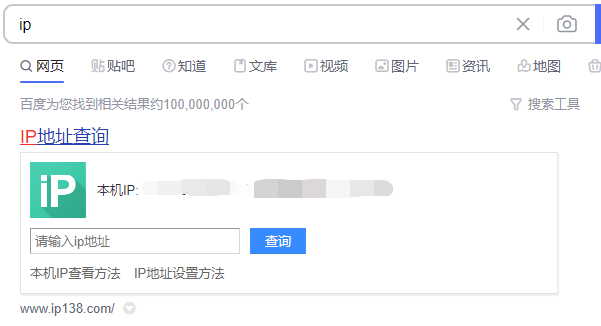 ip
网页 贴吧 知道 文库 视频 图片 资讯 地图
百度为您找到相关结果约100,000,000个 搜索工具
IP地址查询
iP 本机IP:
请输入ip地址 查询
本机IP查看方法 IP地址设置方法
www.ip138.com/